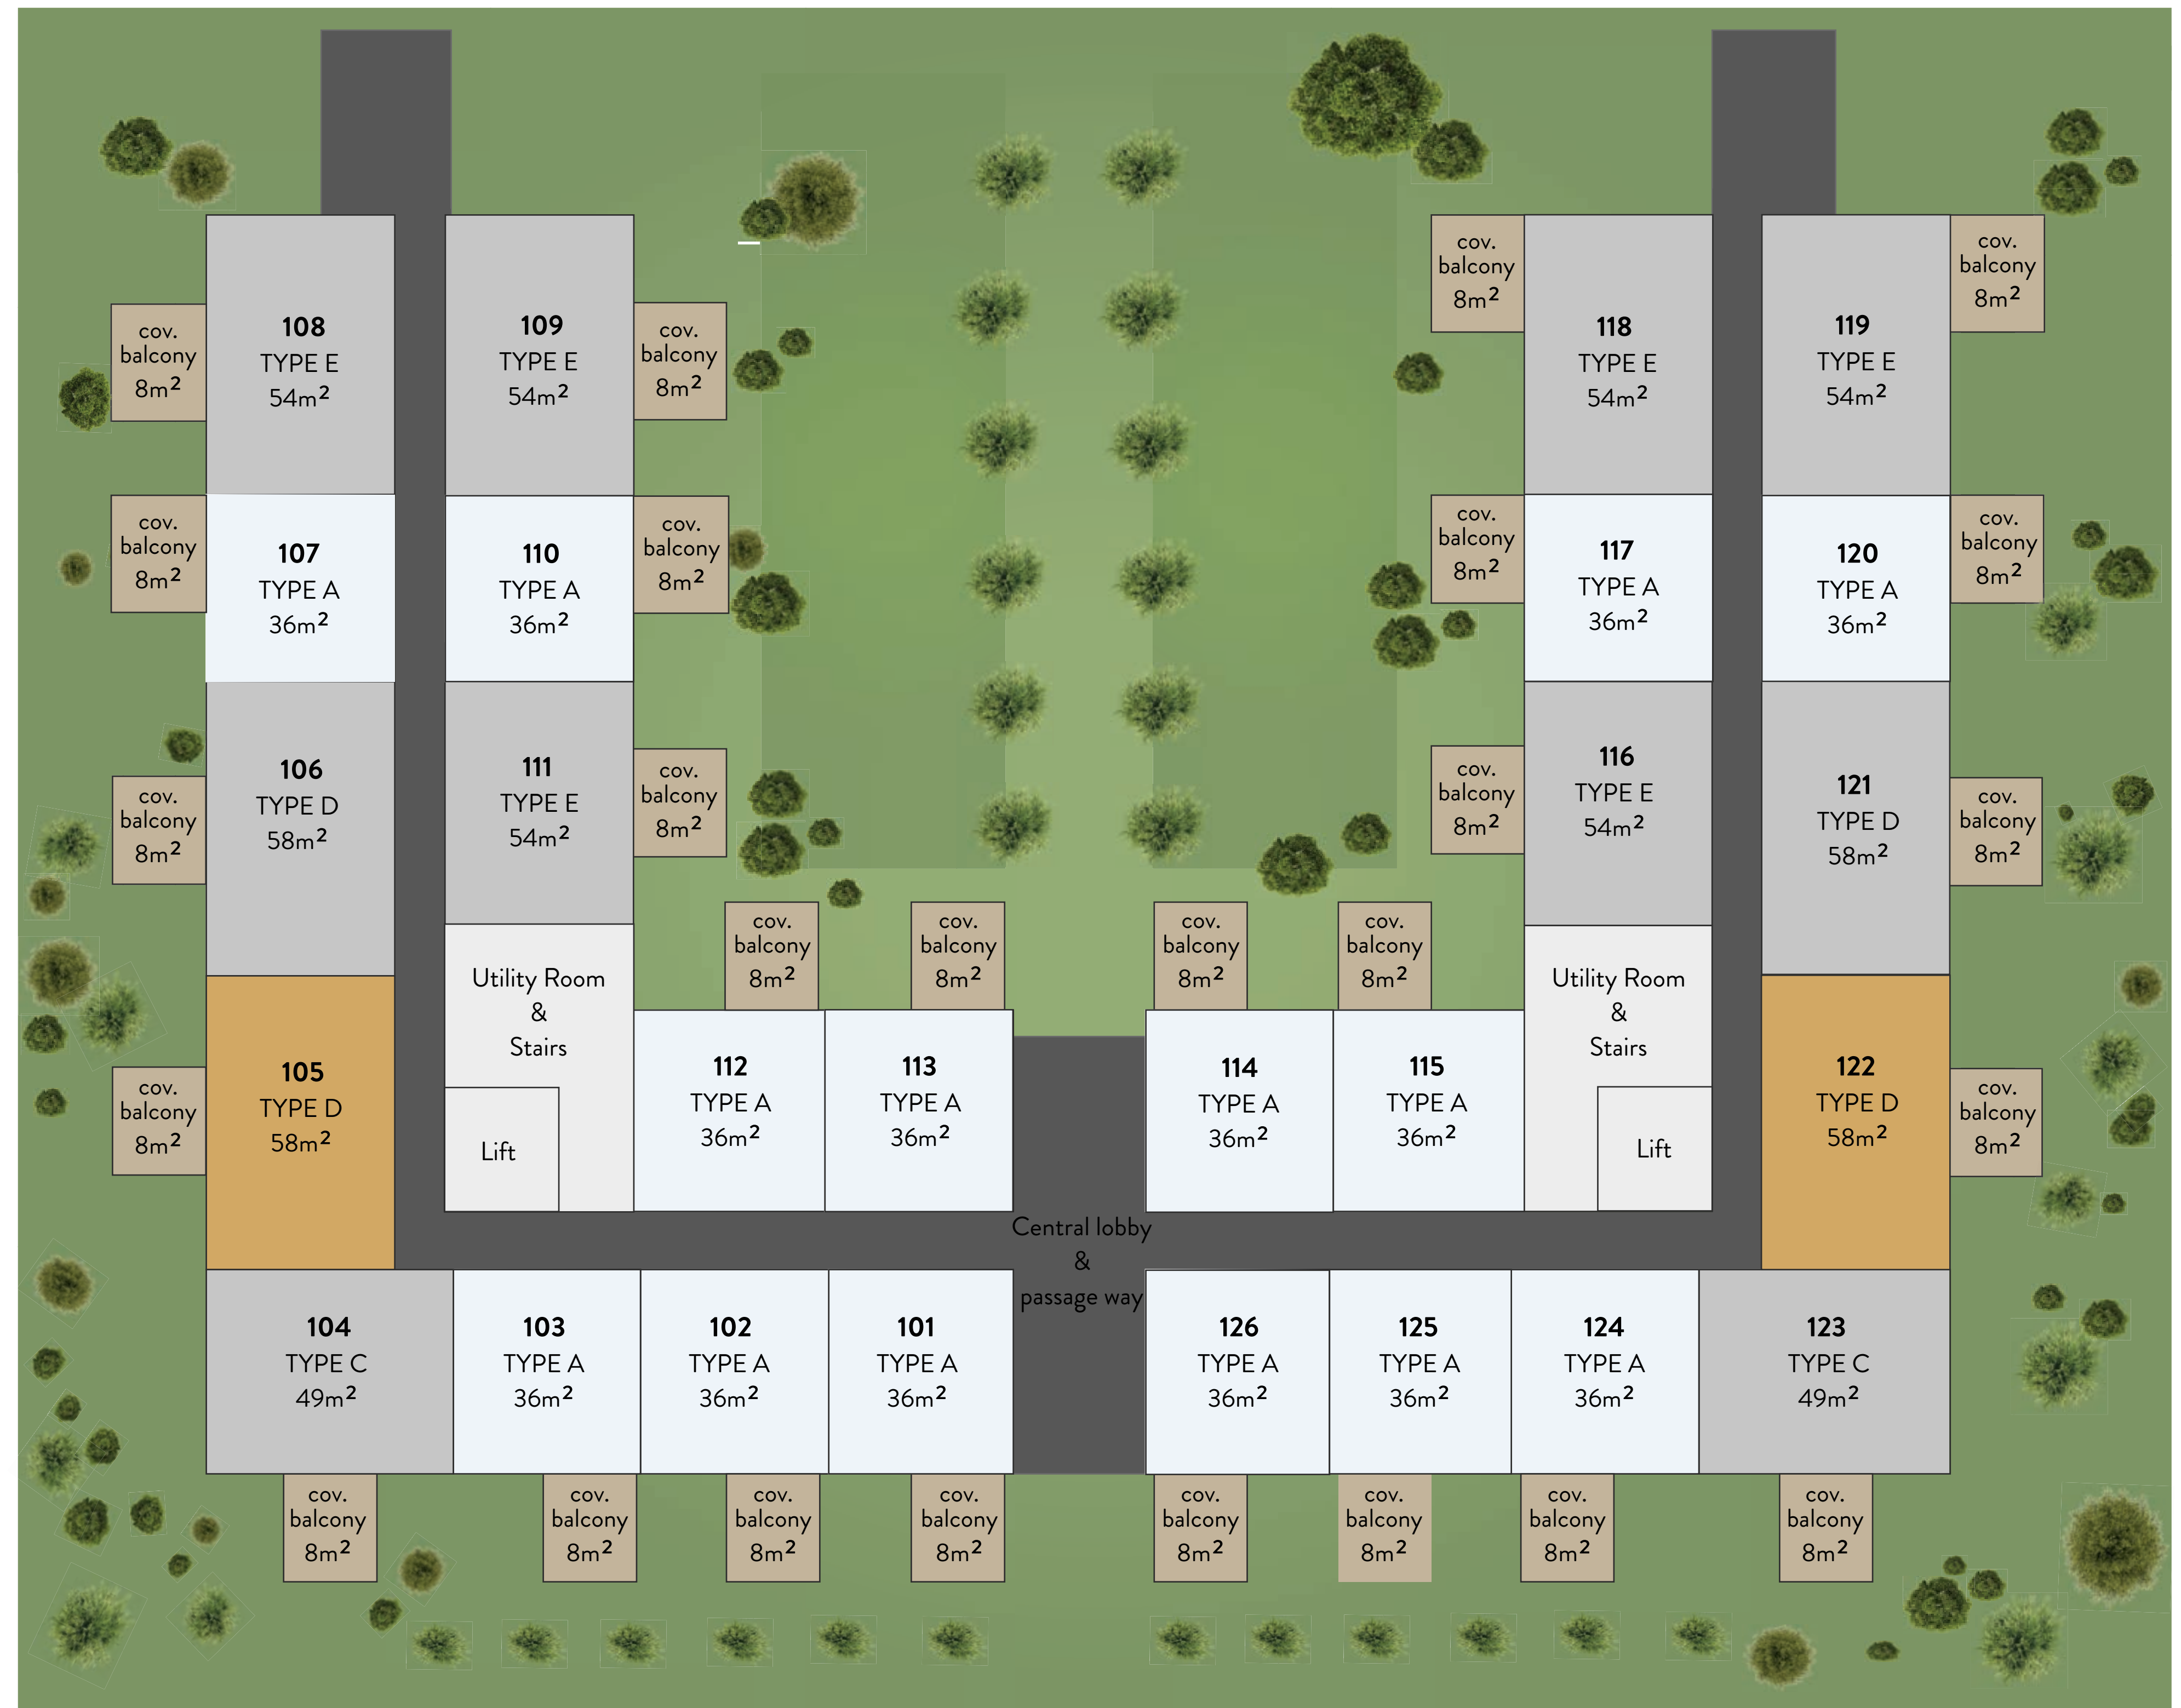 cov.
balcony
8m²
108
TYPE E
54m²
109
TYPE E
54m²
cov.
balcony
8m²
cov.
balcony
8m²
118
TYPE E
54m²
119
TYPE E
54m²
cov.
balcony
8m²
cov.
balcony
8m²
107
TYPE A
36m²
110
TYPE A
36m²
cov.
balcony
8m²
cov.
balcony
8m²
117
TYPE A
36m²
120
TYPE A
36m²
cov.
balcony
8m²
cov.
balcony
8m²
106
TYPE D
58m²
111
TYPE E
54m²
cov.
balcony
8m²
cov.
balcony
8m²
116
TYPE E
54m²
121
TYPE D
58m²
cov.
balcony
8m²
cov.
balcony
8m²
cov.
balcony
8m²
cov.
balcony
8m²
cov.
balcony
8m²
cov.
balcony
8m²
105
TYPE D
58m²
Utility Room
&
Stairs
Lift
112
TYPE A
36m²
113
TYPE A
36m²
114
TYPE A
36m²
115
TYPE A
36m²
Utility Room
&
Stairs
Lift
122
TYPE D
58m²
cov.
balcony
8m²
Central lobby
&
passage way
104
TYPE C
49m²
103
TYPE A
36m²
102
TYPE A
36m²
101
TYPE A
36m²
126
TYPE A
36m²
125
TYPE A
36m²
124
TYPE A
36m²
123
TYPE C
49m²
cov.
balcony
8m²
cov.
balcony
8m²
cov.
balcony
8m²
cov.
balcony
8m²
cov.
balcony
8m²
cov.
balcony
8m²
cov.
balcony
8m²
cov.
balcony
8m²